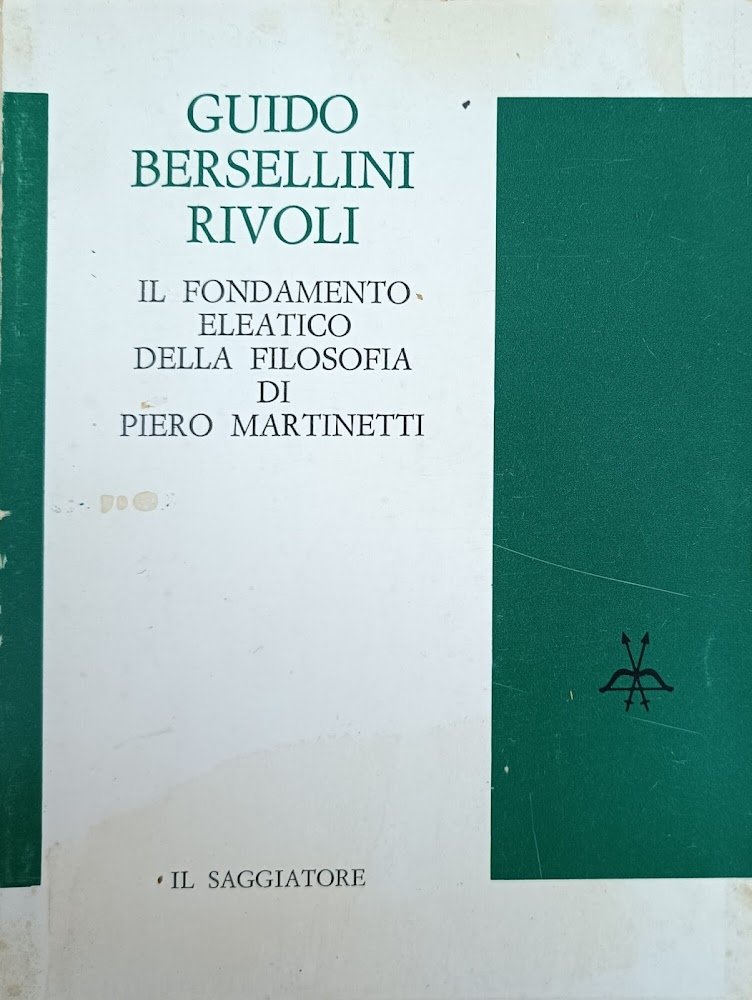 GUIDO
BERSELLINI
RIVOLI
IL FONDAMENTO
ELEATICO
DELLA FILOSOFIA
DI
PIERO MARTINETTI
IL SAGGIATORE